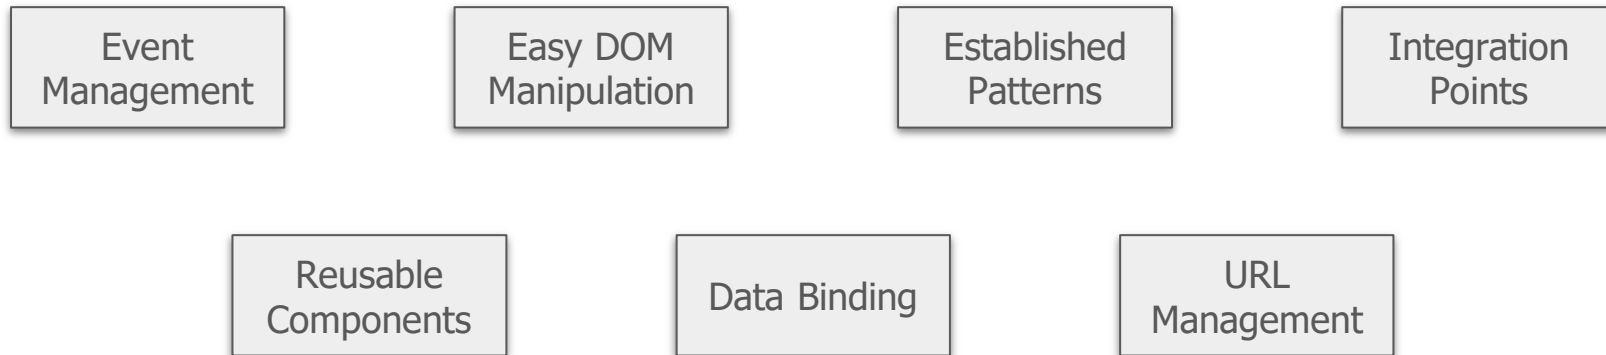 Event
Management
Easy DOM
Manipulation
Established
Patterns
Integration
Points
Reusable
Components
Data Binding
URL
Management